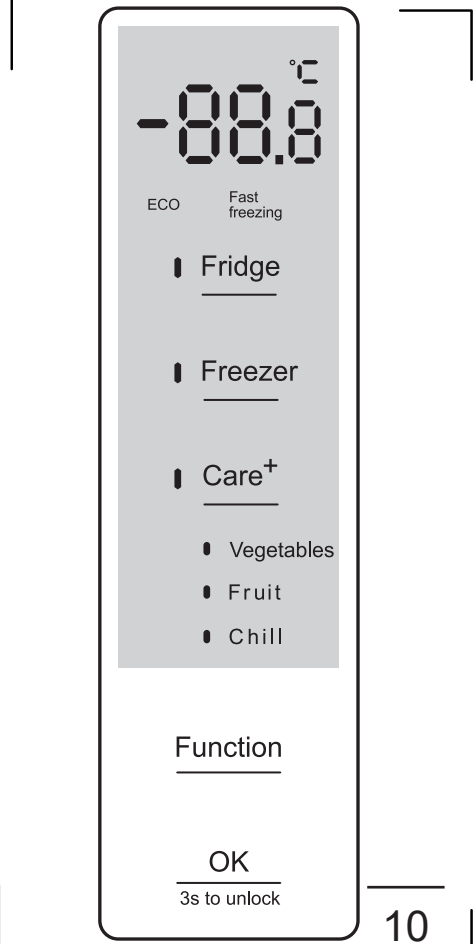 °C
-88.8
ECO
Fast
freezing
Fridge
Freezer
Care⁺
Vegetables
Fruit
Chill
Function
OK
3s to unlock
10